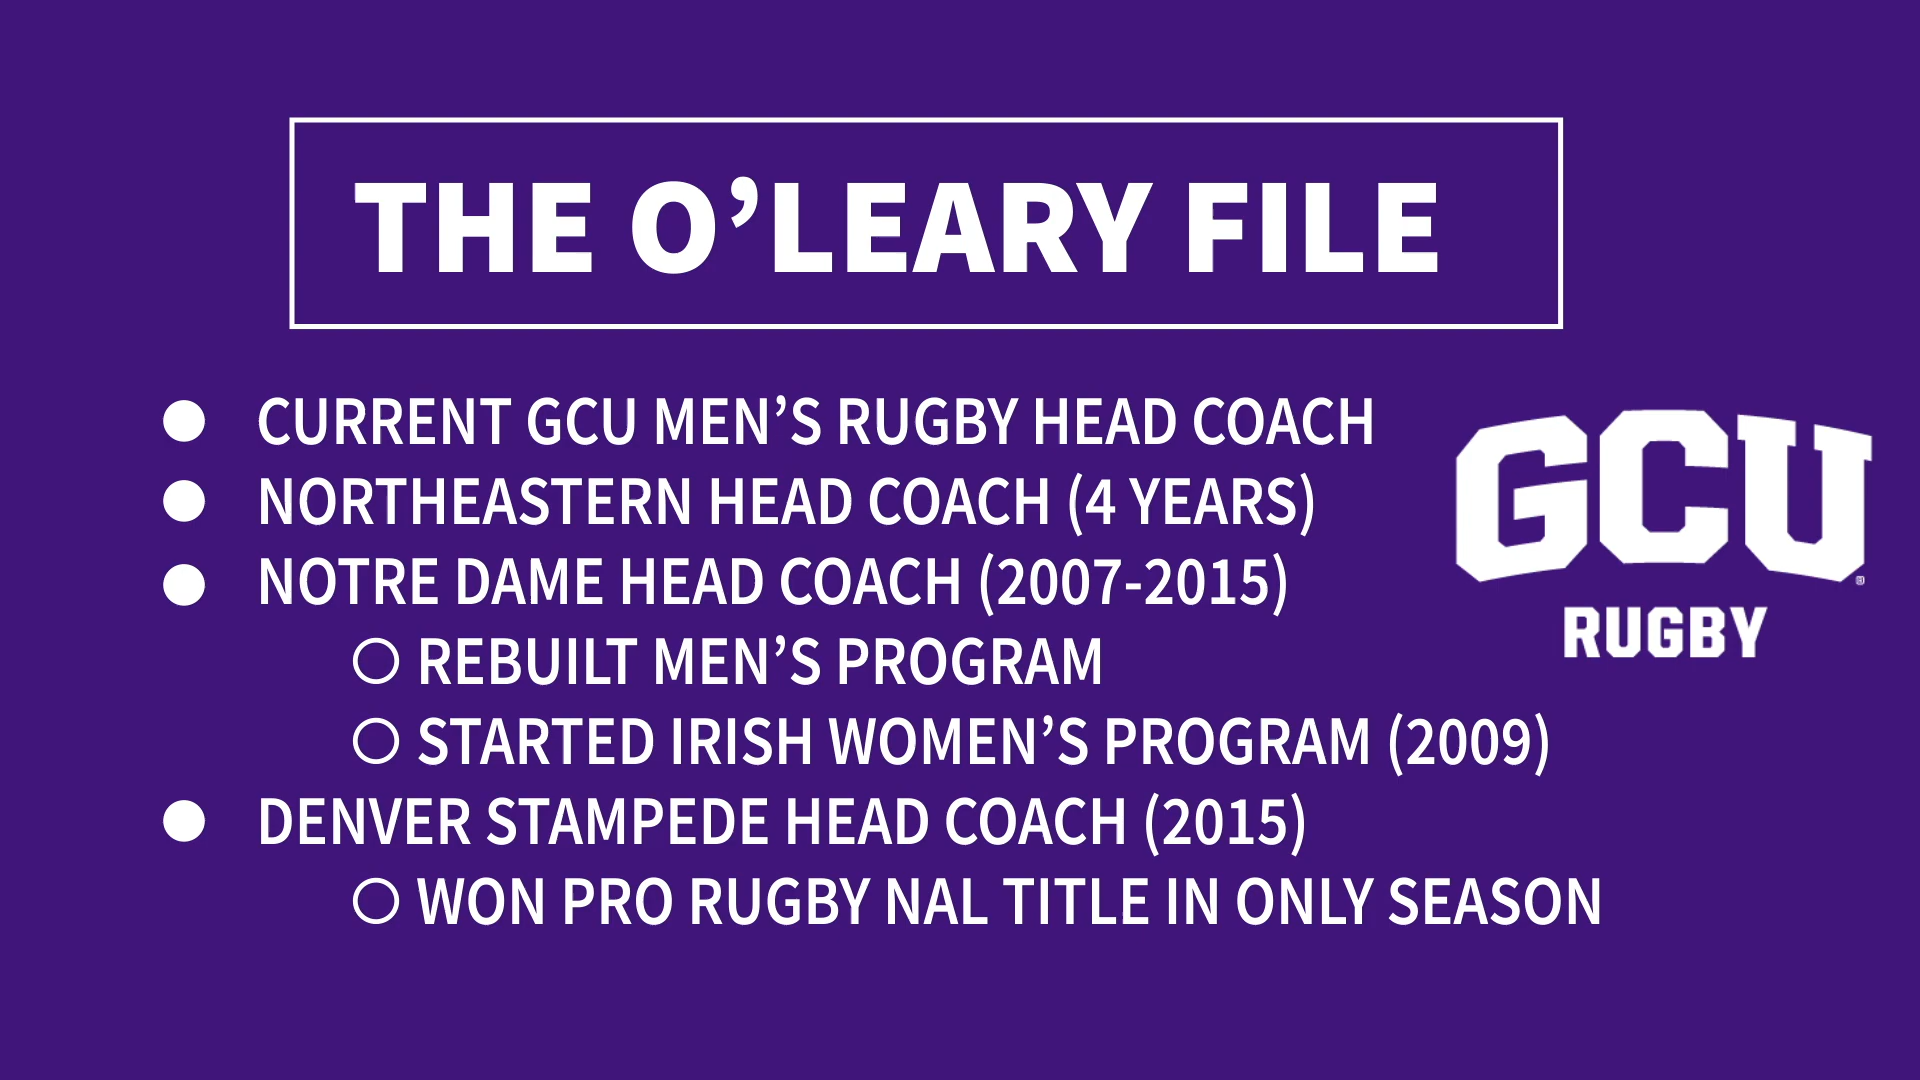 THE O’LEARY FILE
CURRENT GCU MEN’S RUGBY HEAD COACH
NORTHEASTERN HEAD COACH (4 YEARS)
NOTRE DAME HEAD COACH (2007-2015)
REBUILT MEN’S PROGRAM
STARTED IRISH WOMEN’S PROGRAM (2009)
DENVER STAMPEDE HEAD COACH (2015)
WON PRO RUGBY NAL TITLE IN ONLY SEASON
GCU
RUGBY